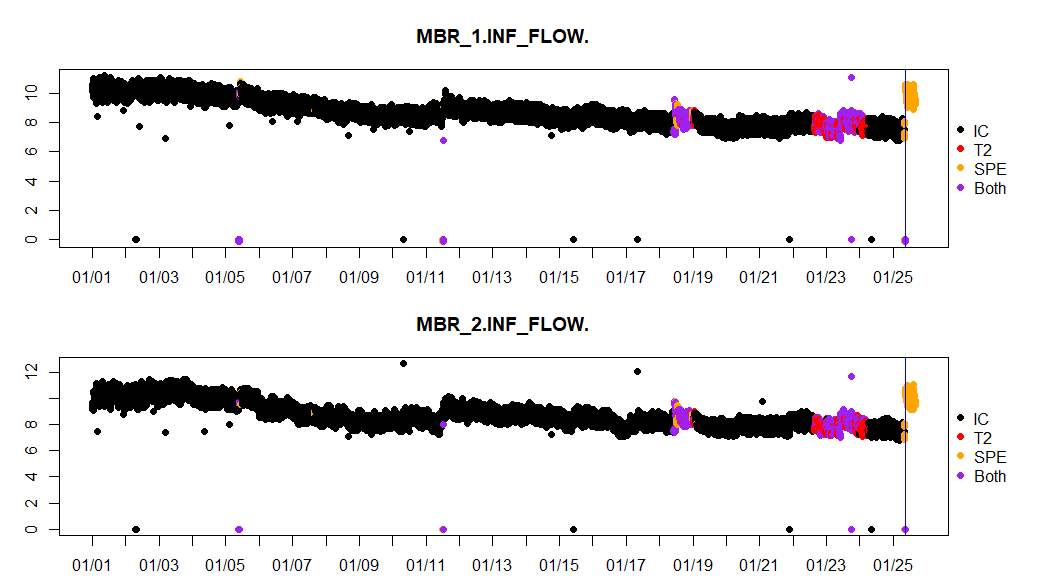 MBR_1.INF_FLOW.
10
8
6
4
2
0
IC
T2
SPE
Both
01/01 01/03 01/05 01/07 01/09 01/11 01/13 01/15 01/17 01/19 01/21 01/23 01/25
MBR_2.INF_FLOW.
12
8
6
4
2
0
IC
T2
SPE
Both
01/01 01/03 01/05 01/07 01/09 01/11 01/13 01/15 01/17 01/19 01/21 01/23 01/25